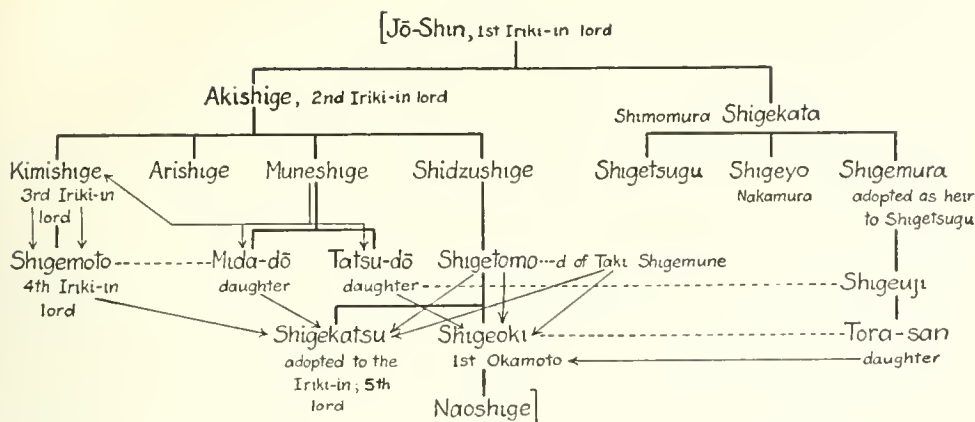 [Jō-Shin, 1st Iriki-in lord
Akishige, 2nd Iriki-in lord
Shimomura Shigekata
Kimishige Arishige Muneshige Shidzushige Shigetsugu Shigeyo Shigemura
3rd Iriki-in Nakamura adopted as heir
lord to Shigetsugu
Shigemoto Mida-dō Tatsu-dō Shigetomo d of Taki Shigemune
4th Iriki-in daughter daughter Shigeuji
lord
Shigekatsu Shigeoki Tora-san
adopted to the 1st Okamoto daughter
Iriki-in; 5th
lord
Naoshige]